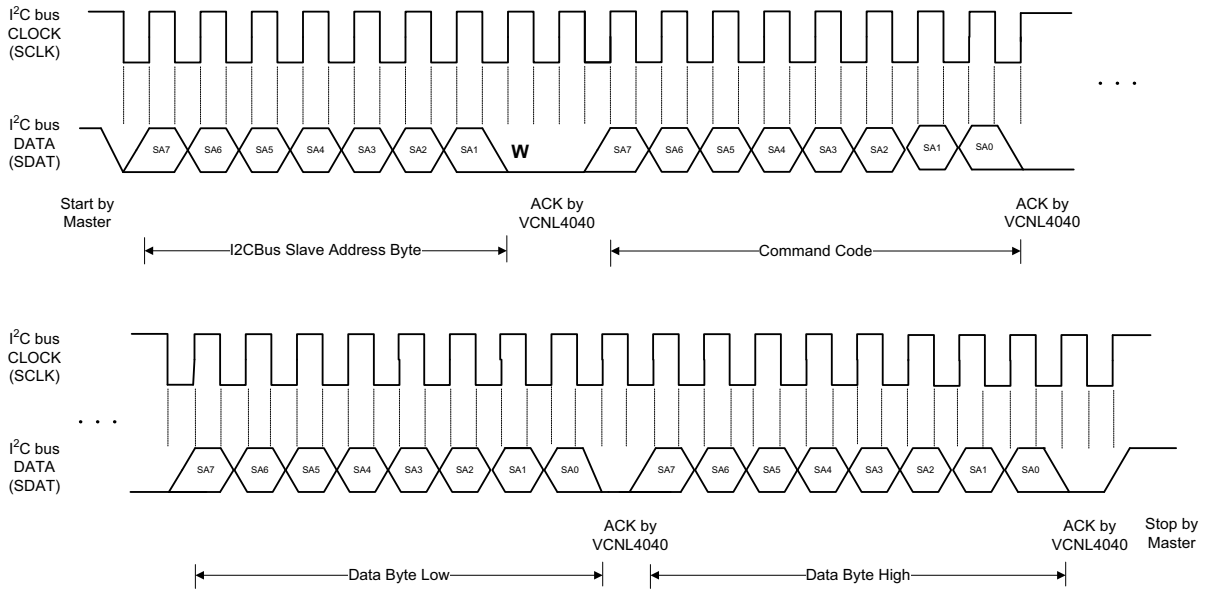 I²C bus
CLOCK
(SCLK)
. . .
I²C bus
DATA
(SDAT)
SA7 SA6 SA5 SA4 SA3 SA2 SA1 W SA7 SA6 SA5 SA4 SA3 SA2 SA1 SA0
Start by
Master
ACK by
VCNL4040
ACK by
VCNL4040
I2CBus Slave Address Byte
Command Code
I²C bus
CLOCK
(SCLK)
. . .
I²C bus
DATA
(SDAT)
SA7 SA6 SA5 SA4 SA3 SA2 SA1 SA0 SA7 SA6 SA5 SA4 SA3 SA2 SA1 SA0
ACK by
VCNL4040
ACK by
VCNL4040
Stop by
Master
Data Byte Low
Data Byte High